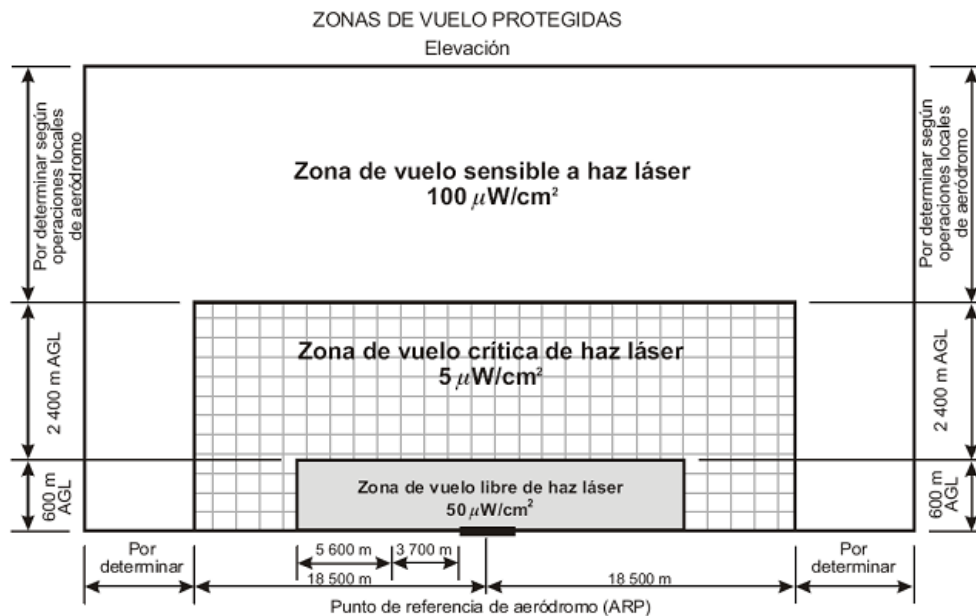 ZONAS DE VUELO PROTEGIDAS
Elevación
Por determinar según
operaciones locales
de aeródromo
Zona de vuelo sensible a haz láser
100 µW/cm²
Por determinar según
operaciones locales
de aeródromo
2 400 m AGL
Zona de vuelo crítica de haz láser
5 µW/cm²
2 400 m AGL
600 m
AGL
Zona de vuelo libre de haz láser
50 µW/cm²
600 m
AGL
Por
determinar
5 600 m
3 700 m
Por
determinar
18 500 m
18 500 m
Punto de referencia de aeródromo (ARP)